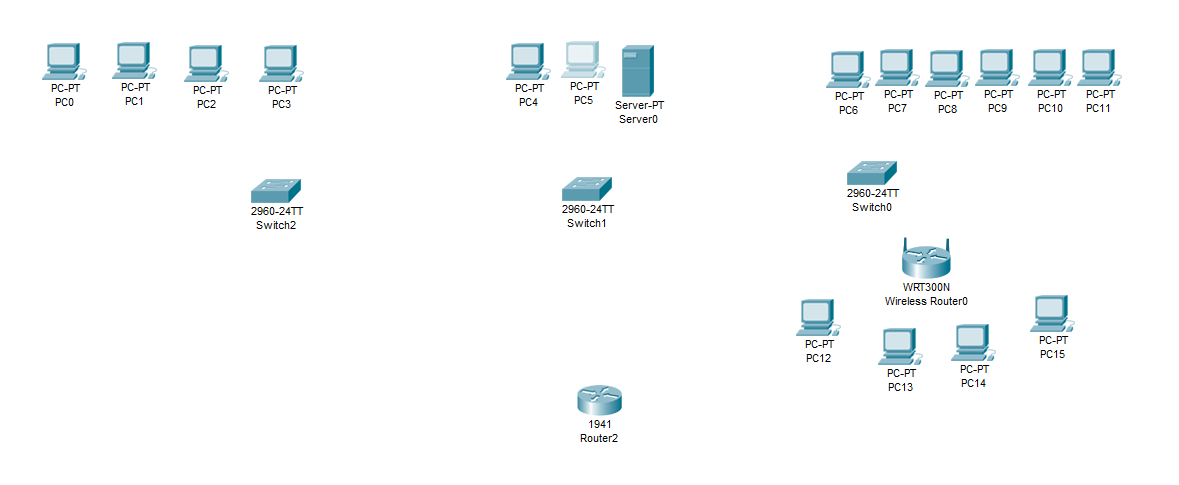 PC-PT
PC0
PC-PT
PC1
PC-PT
PC2
PC-PT
PC3
PC-PT
PC4
PC-PT
PC5
Server-PT
Server0
PC-PT
PC6
PC-PT
PC7
PC-PT
PC8
PC-PT
PC9
PC-PT
PC10
PC-PT
PC11
2960-24TT
Switch2
2960-24TT
Switch1
2960-24TT
Switch0
WRT300N
Wireless Router0
PC-PT
PC12
PC-PT
PC13
PC-PT
PC14
PC-PT
PC15
1941
Router2